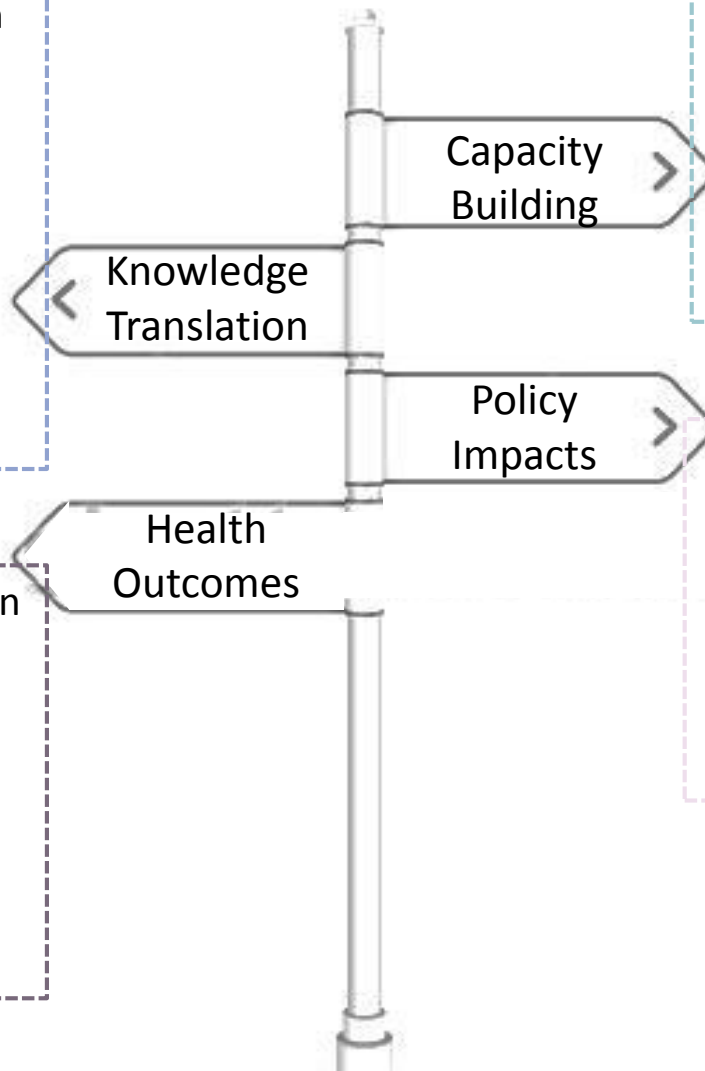 Capacity
Building
Knowledge
Translation
Policy
Impacts
Health
Outcomes
n